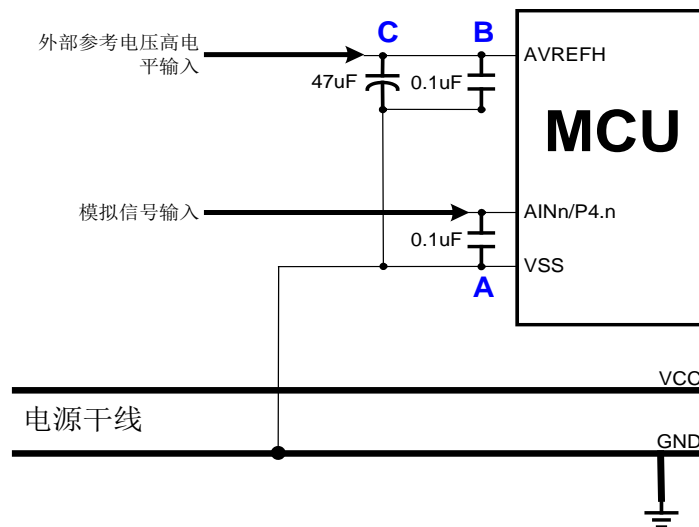 C
B
外部参考电压高电
平输入
AVREFH
47uF
0.1uF
MCU
模拟信号输入
AINn/P4.n
0.1uF
VSS
A
VCC
电源干线
GND